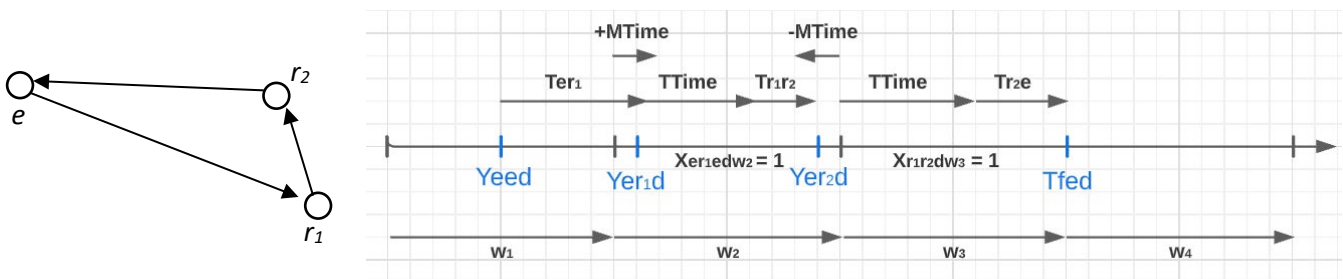 e
r2
r1
+MTime
-MTime
Ter1
TTime
Tr1r2
TTime
Tr2e
Xer1edw2 = 1
Xr1r2dw3 = 1
Yeed
Yer1d
Yer2d
Tfed
w1
w2
w3
w4